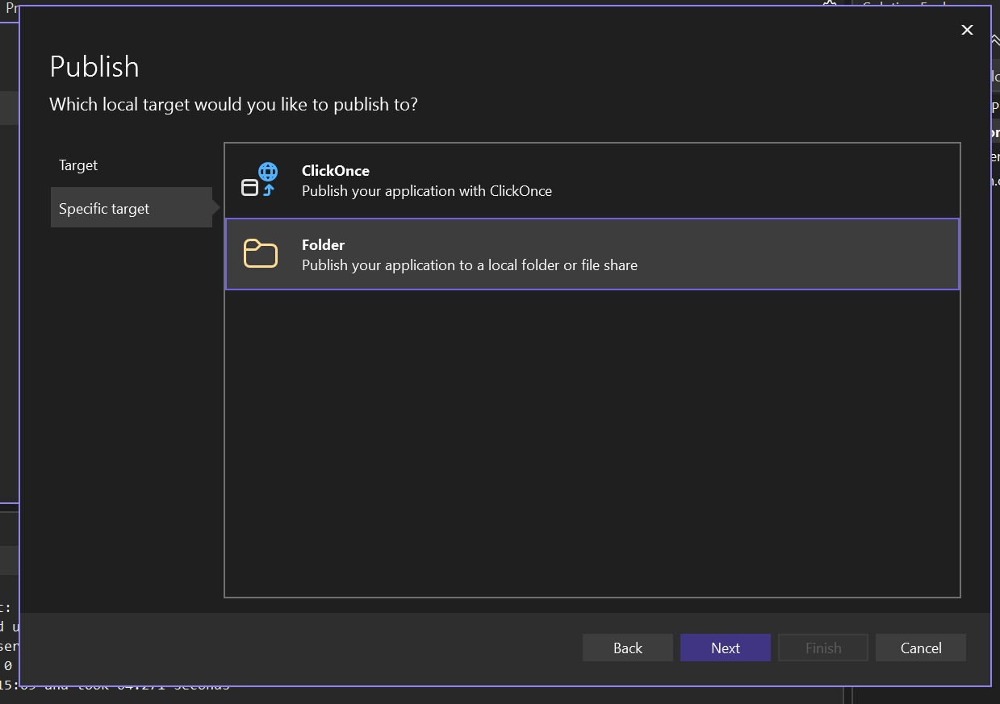 Publish
Which local target would you like to publish to?
Target
Specific target
ClickOnce
Publish your application with ClickOnce
Folder
Publish your application to a local folder or file share
Back
Next
Finish
Cancel